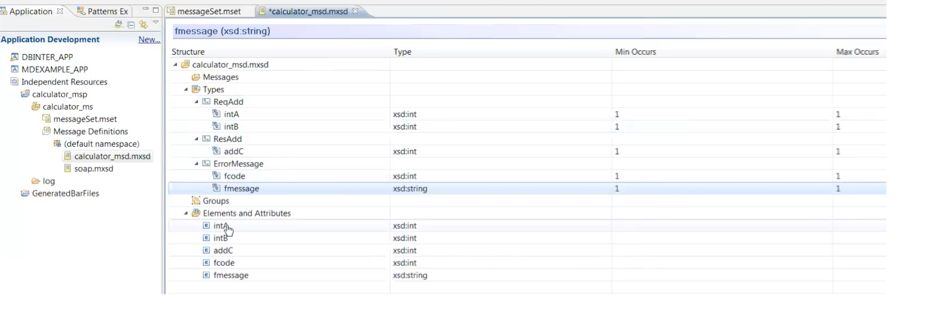 Application
Patterns Ex
Application Development
New...
DBINTER_APP
MDEXAMPLE_APP
Independent Resources
calculator_msp
calculator_ms
messageSet.mset
Message Definitions
(default namespace)
calculator_msd.mxsd
soap.mxsd
log
GeneratedBarFiles
messageSet.mset
*calculator_msd.mxsd
fmessage (xsd:string)
Structure Type Min Occurs Max Occurs
calculator_msd.mxsd
Messages
Types
ReqAdd
intA xsd:int 1 1
intB xsd:int 1 1
ResAdd
addC xsd:int 1 1
ErrorMessage
fcode xsd:int 1 1
fmessage xsd:string 1 1
Groups
Elements and Attributes
intA xsd:int
intB xsd:int
addC xsd:int
fcode xsd:int
fmessage xsd:string